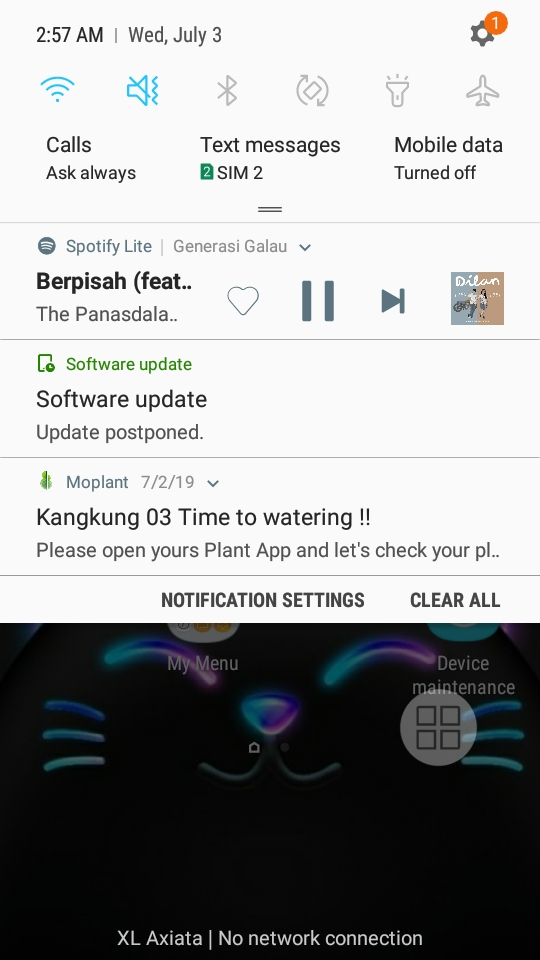 2:57 AM | Wed, July 3
1
Calls
Text messages
Mobile data
Ask always
2 SIM 2
Turned off
Spotify Lite | Generasi Galau
Berpisah (feat..
The Panasdala..
Dilan
Software update
Software update
Update postponed.
Moplant 7/2/19
Kangkung 03 Time to watering !!
Please open yours Plant App and let's check your pl..
NOTIFICATION SETTINGS
CLEAR ALL
My Menu
Device
maintenance
XL Axiata | No network connection